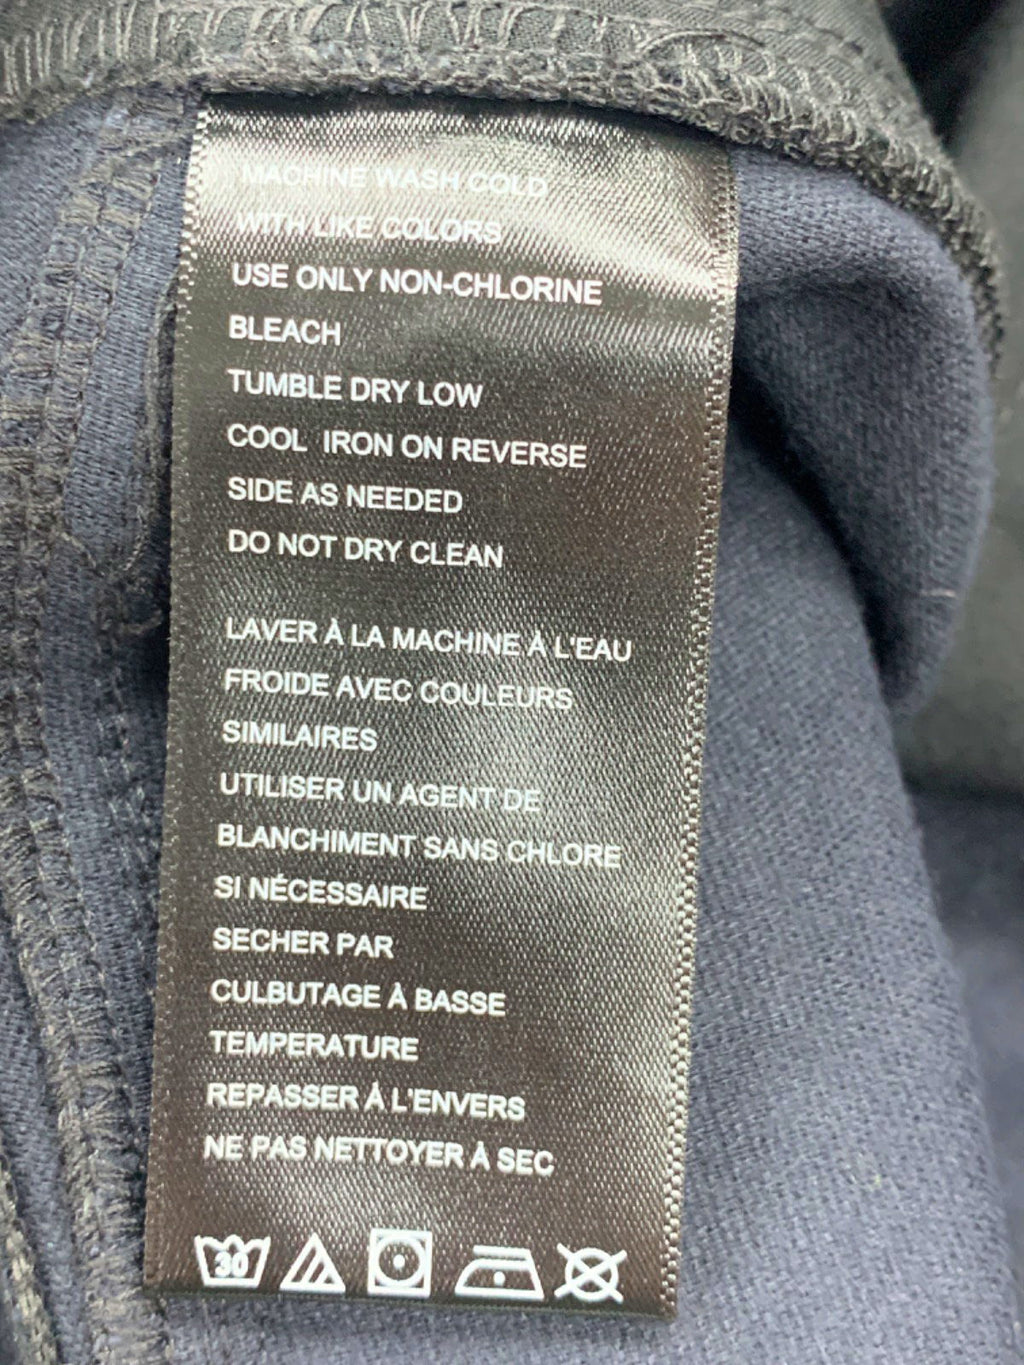 MACHINE WASH COLD
WITH LIKE COLORS
USE ONLY NON-CHLORINE
BLEACH
TUMBLE DRY LOW
COOL IRON ON REVERSE
SIDE AS NEEDED
DO NOT DRY CLEAN
LAVER À LA MACHINE À L'EAU
FROIDE AVEC COULEURS
SIMILAIRES
UTILISER UN AGENT DE
BLANCHIMENT SANS CHLORE
SI NÉCESSAIRE
SECHER PAR
CULBUTAGE À BASSE
TEMPERATURE
REPASSER À L'ENVERS
NE PAS NETTOYER À SEC
30